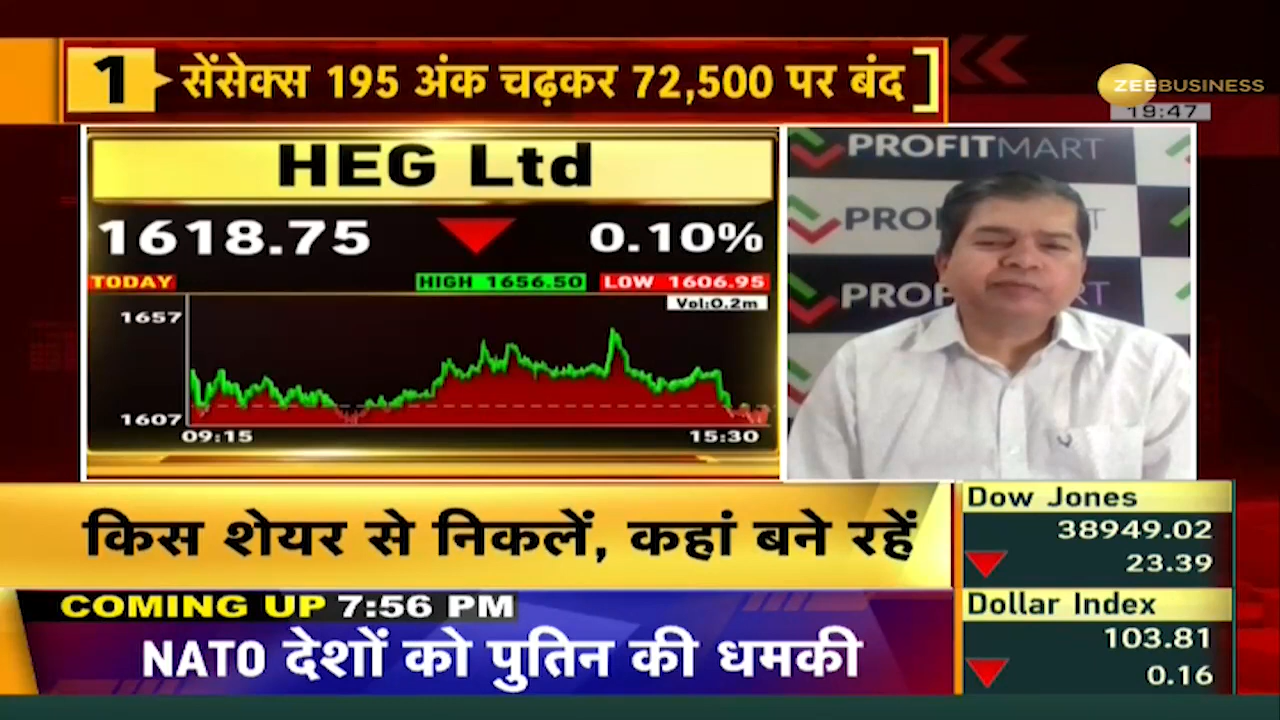 1 सेंसेक्स 195 अंक चढ़कर 72,500 पर बंद
ZEEBUSINESS
19:47
HEG Ltd
1618.75 0.10%
TODAY HIGH 1656.50 LOW 1606.95
Vol:0.2m
1657
1607
09:15 15:30
PROFITMART
PRO T
PROF RT
किस शेयर से निकलें, कहां बने रहें
Dow Jones
38949.02
23.39
COMING UP 7:56 PM
NATO देशों को पुतिन की धमकी
Dollar Index
103.81
0.16